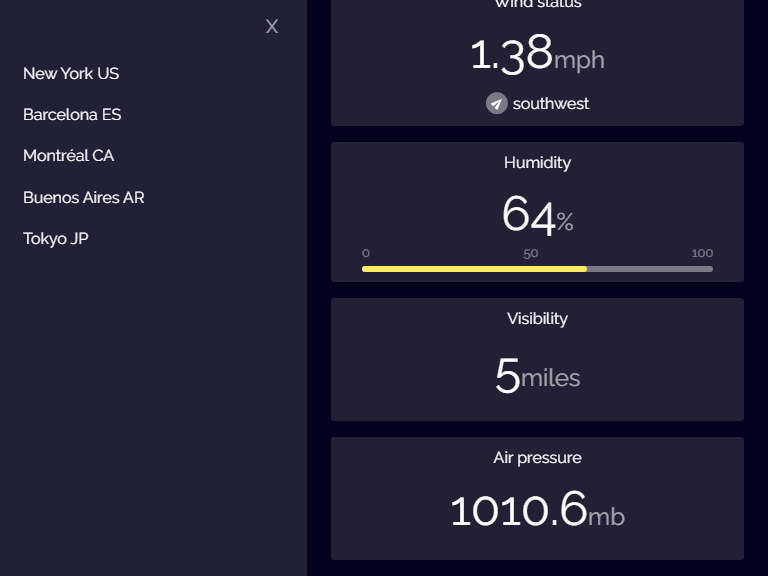 X
New York US
Barcelona ES
Montréal CA
Buenos Aires AR
Tokyo JP
Wind status
1.38mph
southwest
Humidity
64%
0 50 100
Visibility
5miles
Air pressure
1010.6mb